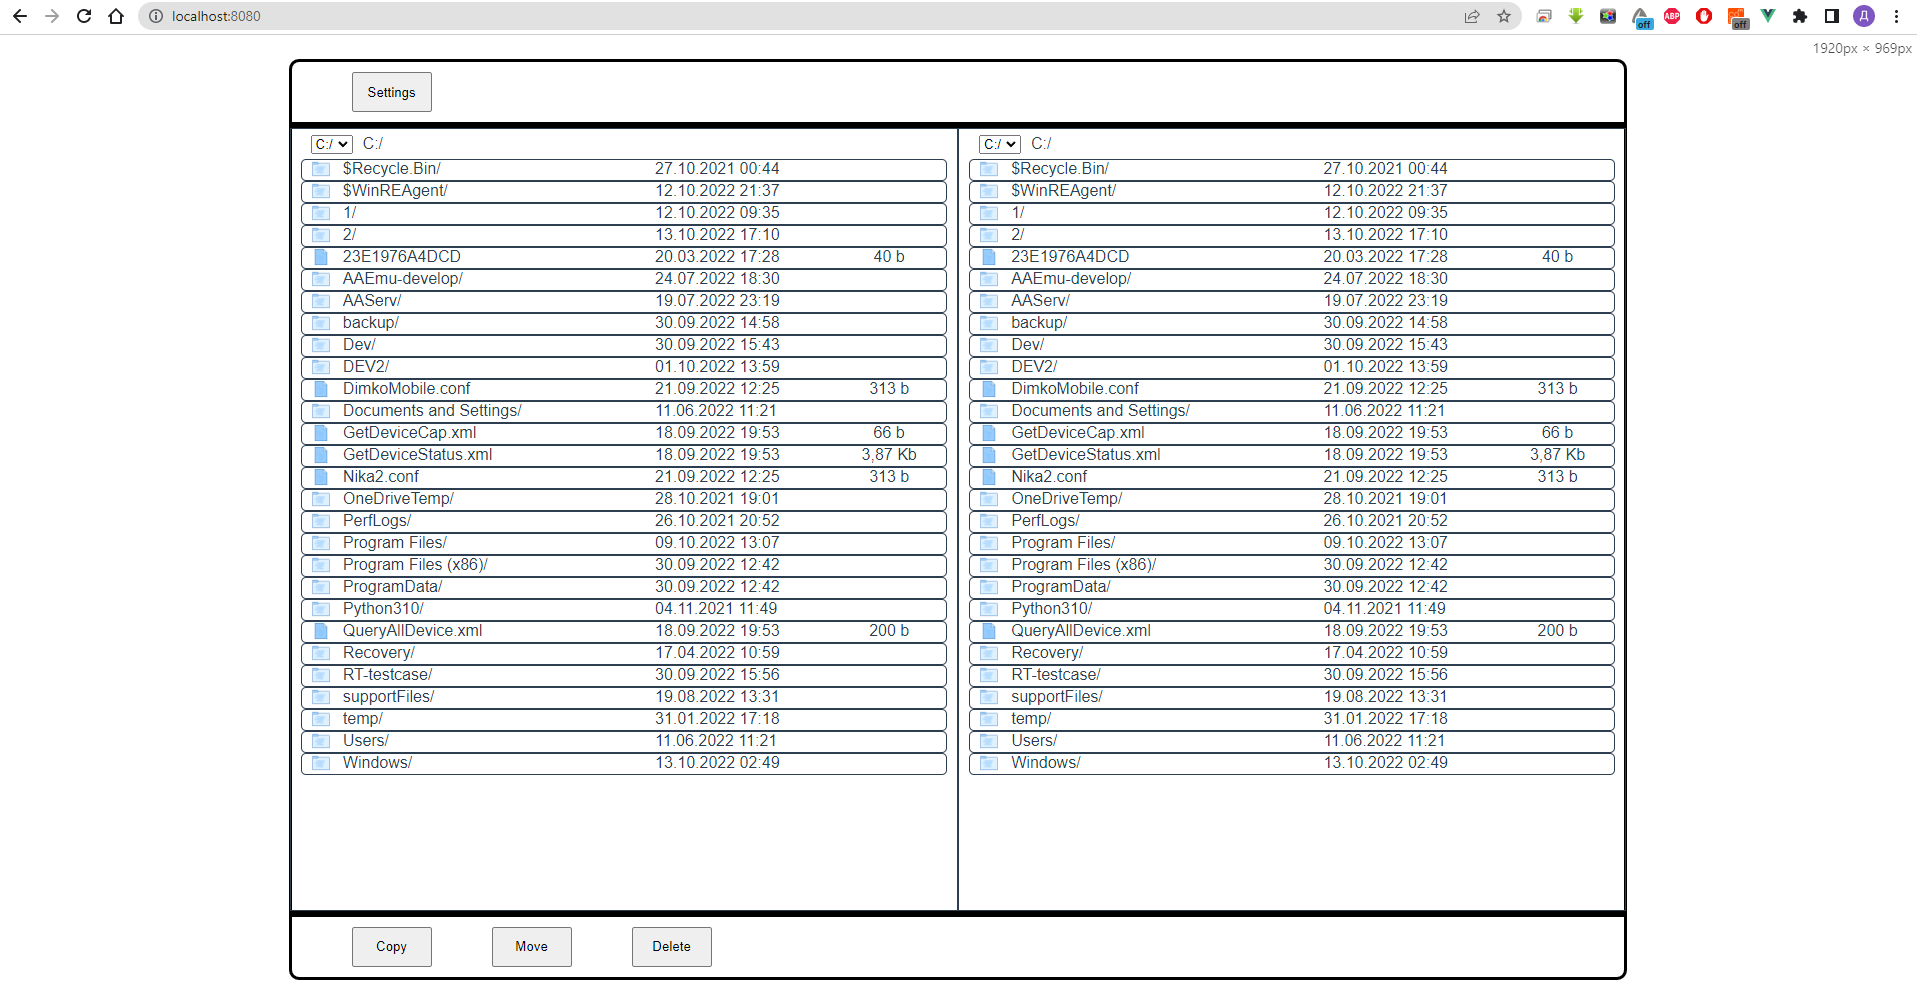 localhost:8080
ABP
off
off
Д
1920px × 969px
Settings
C:/ C:/
$Recycle.Bin/ 27.10.2021 00:44
$WinREAgent/ 12.10.2022 21:37
1/ 12.10.2022 09:35
2/ 13.10.2022 17:10
23E1976A4DCD 20.03.2022 17:28 40 b
AAEmu-develop/ 24.07.2022 18:30
AAServ/ 19.07.2022 23:19
backup/ 30.09.2022 14:58
Dev/ 30.09.2022 15:43
DEV2/ 01.10.2022 13:59
DimkoMobile.conf 21.09.2022 12:25 313 b
Documents and Settings/ 11.06.2022 11:21
GetDeviceCap.xml 18.09.2022 19:53 66 b
GetDeviceStatus.xml 18.09.2022 19:53 3,87 Kb
Nika2.conf 21.09.2022 12:25 313 b
OneDriveTemp/ 28.10.2021 19:01
PerfLogs/ 26.10.2021 20:52
Program Files/ 09.10.2022 13:07
Program Files (x86)/ 30.09.2022 12:42
ProgramData/ 30.09.2022 12:42
Python310/ 04.11.2021 11:49
QueryAllDevice.xml 18.09.2022 19:53 200 b
Recovery/ 17.04.2022 10:59
RT-testcase/ 30.09.2022 15:56
supportFiles/ 19.08.2022 13:31
temp/ 31.01.2022 17:18
Users/ 11.06.2022 11:21
Windows/ 13.10.2022 02:49
C:/ C:/
$Recycle.Bin/ 27.10.2021 00:44
$WinREAgent/ 12.10.2022 21:37
1/ 12.10.2022 09:35
2/ 13.10.2022 17:10
23E1976A4DCD 20.03.2022 17:28 40 b
AAEmu-develop/ 24.07.2022 18:30
AAServ/ 19.07.2022 23:19
backup/ 30.09.2022 14:58
Dev/ 30.09.2022 15:43
DEV2/ 01.10.2022 13:59
DimkoMobile.conf 21.09.2022 12:25 313 b
Documents and Settings/ 11.06.2022 11:21
GetDeviceCap.xml 18.09.2022 19:53 66 b
GetDeviceStatus.xml 18.09.2022 19:53 3,87 Kb
Nika2.conf 21.09.2022 12:25 313 b
OneDriveTemp/ 28.10.2021 19:01
PerfLogs/ 26.10.2021 20:52
Program Files/ 09.10.2022 13:07
Program Files (x86)/ 30.09.2022 12:42
ProgramData/ 30.09.2022 12:42
Python310/ 04.11.2021 11:49
QueryAllDevice.xml 18.09.2022 19:53 200 b
Recovery/ 17.04.2022 10:59
RT-testcase/ 30.09.2022 15:56
supportFiles/ 19.08.2022 13:31
temp/ 31.01.2022 17:18
Users/ 11.06.2022 11:21
Windows/ 13.10.2022 02:49
Copy
Move
Delete